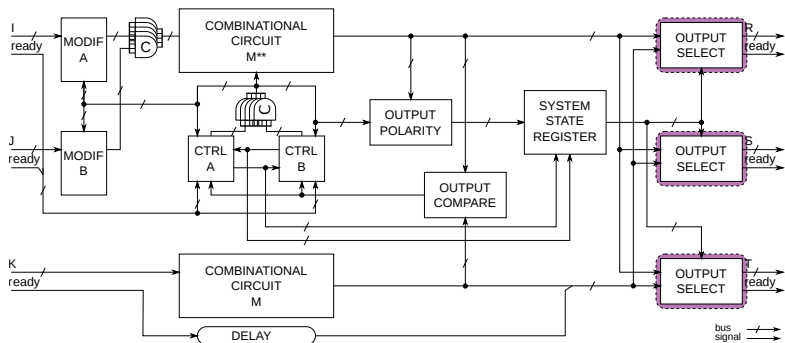 I
ready
MODIF
A
C
COMBINATIONAL
CIRCUIT
M**
OUTPUT
SELECT
R
ready
C
OUTPUT
POLARITY
SYSTEM
STATE
REGISTER
J
ready
MODIF
B
CTRL
A
CTRL
B
OUTPUT
SELECT
S
ready
OUTPUT
COMPARE
K
ready
COMBINATIONAL
CIRCUIT
M
OUTPUT
SELECT
T
ready
DELAY
bus
signal